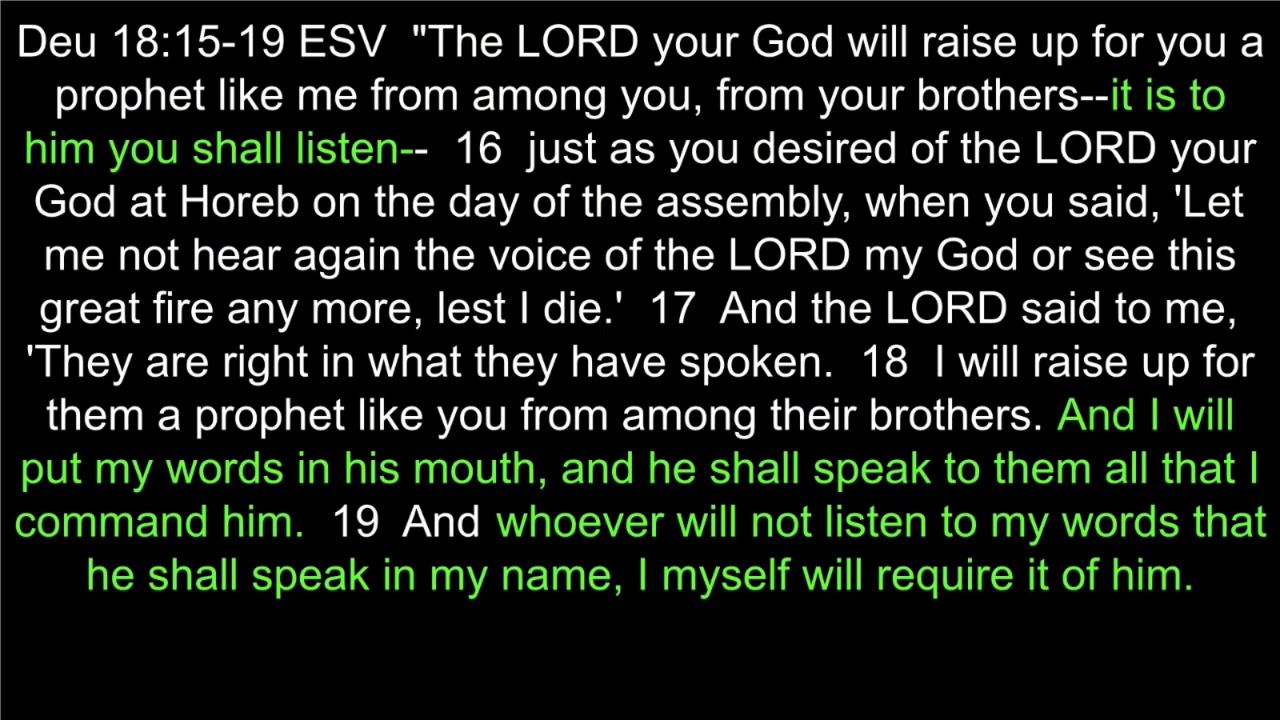 Deu 18:15-19 ESV "The LORD your God will raise up for you a
prophet like me from among you, from your brothers--it is to
him you shall listen-- 16 just as you desired of the LORD your
God at Horeb on the day of the assembly, when you said, 'Let
me not hear again the voice of the LORD my God or see this
great fire any more, lest I die.' 17 And the LORD said to me,
'They are right in what they have spoken. 18 I will raise up for
them a prophet like you from among their brothers. And I will
put my words in his mouth, and he shall speak to them all that I
command him. 19 And whoever will not listen to my words that
he shall speak in my name, I myself will require it of him.